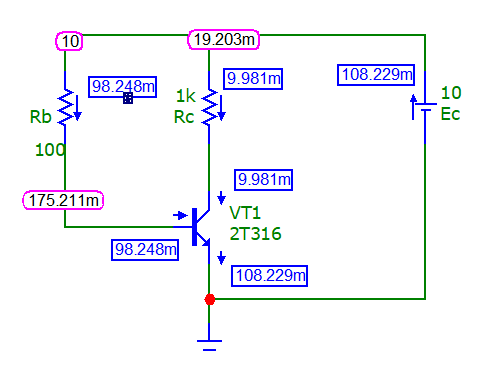 10
19.203m
98.248m
9.981m
108.229m
1k
Rc
10
Ec
Rb
100
175.211m
9.981m
VT1
2T316
98.248m
108.229m